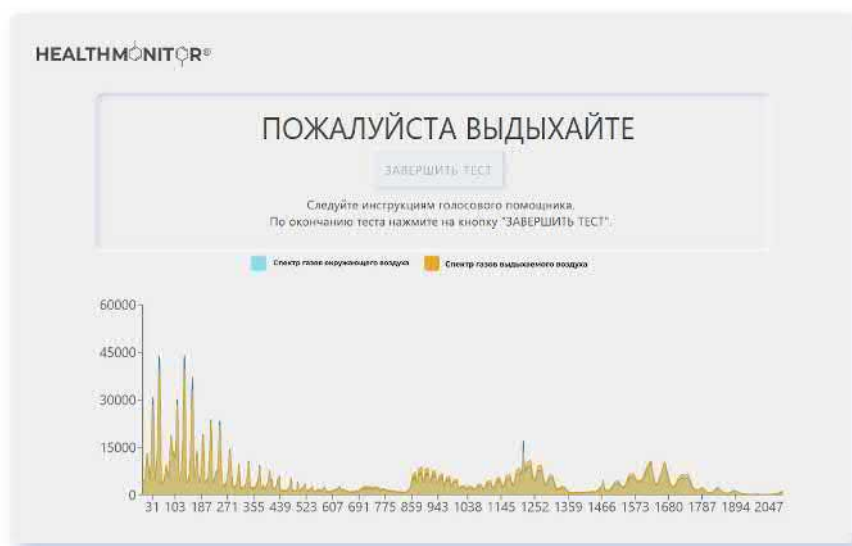 HEALTHMONITOR®
ПОЖАЛУЙСТА ВЫДЫХАЙТЕ
ЗАВЕРШИТЬ ТЕСТ
Следуйте инструкциям голосового помощника.
По окончанию теста нажмите на кнопку "ЗАВЕРШИТЬ ТЕСТ".
Спектр газов окружающего воздуха Спектр газов выдыхаемого воздуха
60000
45000
30000
15000
0
31 103 187 271 355 439 523 607 691 775 859 943 1038 1145 1252 1359 1466 1573 1680 1787 1894 2047